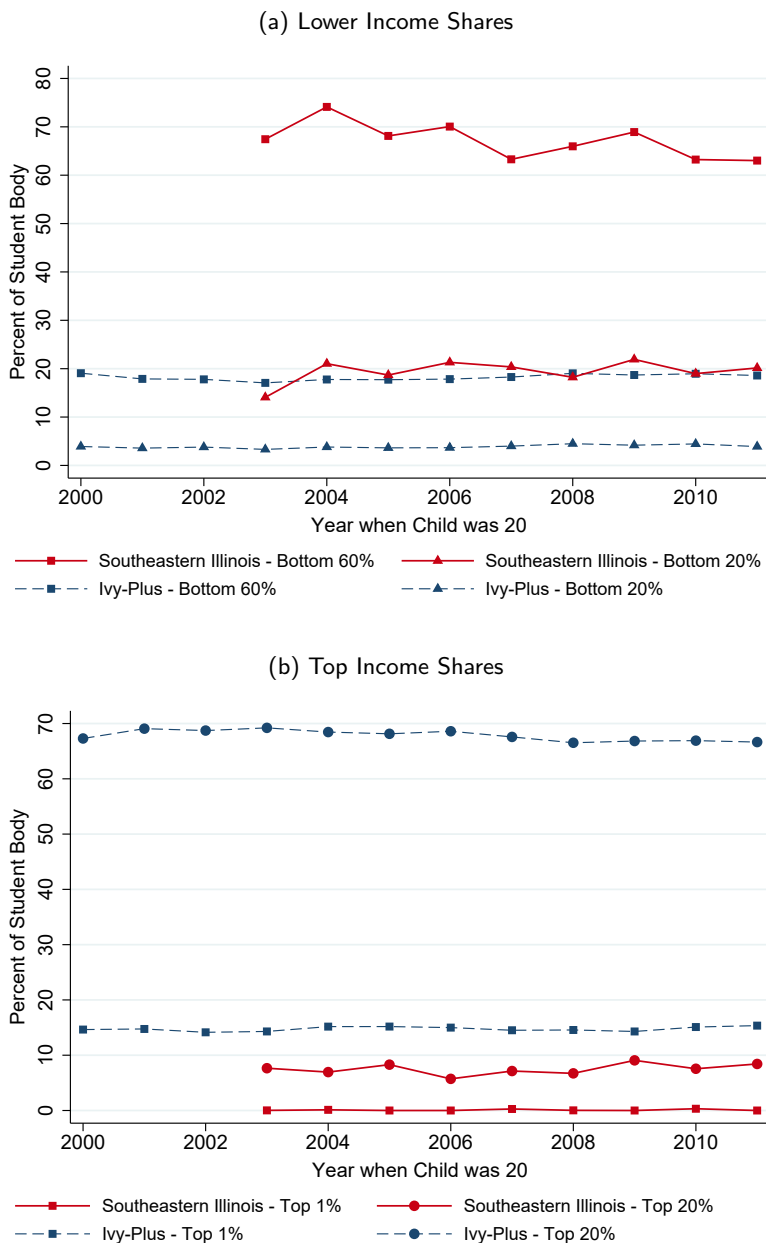 (a) Lower Income Shares
Percent of Student Body
80
70
60
50
40
30
20
10
0
2000 2002 2004 2006 2008 2010
Year when Child was 20
Southeastern Illinois - Bottom 60% Southeastern Illinois - Bottom 20%
Ivy-Plus - Bottom 60% Ivy-Plus - Bottom 20%
(b) Top Income Shares
Percent of Student Body
70
60
50
40
30
20
10
0
2000 2002 2004 2006 2008 2010
Year when Child was 20
Southeastern Illinois - Top 1% Southeastern Illinois - Top 20%
Ivy-Plus - Top 1% Ivy-Plus - Top 20%